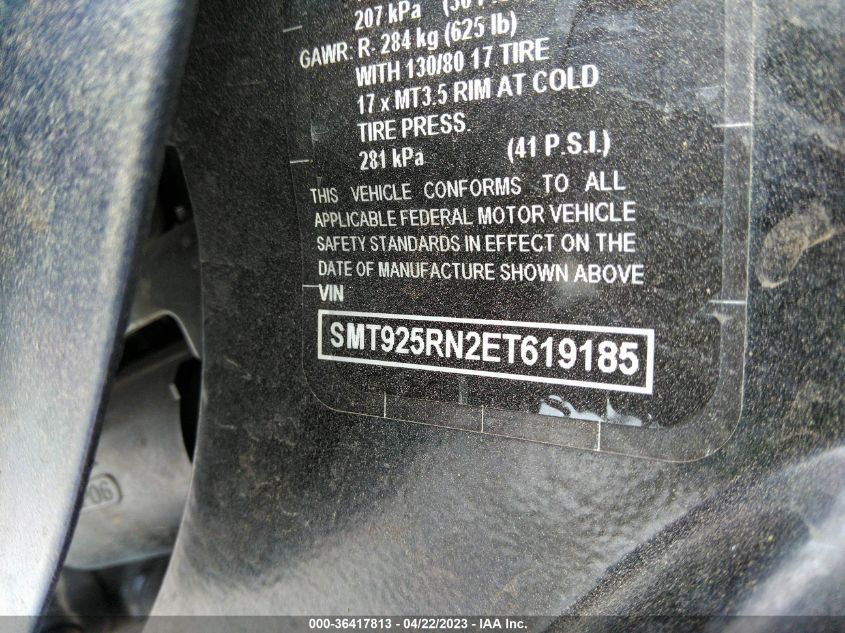 207 kPa
GAWR: R- 284 kg (625 lb)
WITH 130/80 17 TIRE
17 x MT3.5 RIM AT COLD
TIRE PRESS.
281 kPa (41 P.S.I.)
THIS VEHICLE CONFORMS TO ALL
APPLICABLE FEDERAL MOTOR VEHICLE
SAFETY STANDARDS IN EFFECT ON THE
DATE OF MANUFACTURE SHOWN ABOVE
VIN
SMT925RN2ET619185
000-36417813 - 04/22/2023 - IAA Inc.